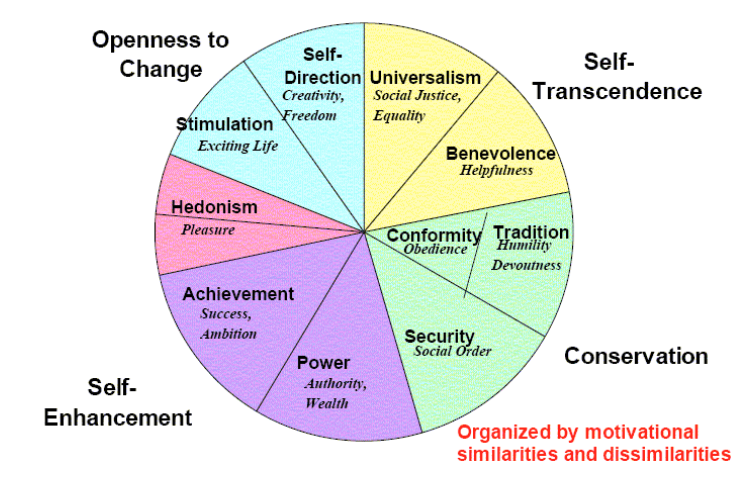 Openness to
Change
Self-
Direction
Creativity,
Freedom
Universalism
Social Justice,
Equality
Self-
Transcendence
Stimulation
Exciting Life
Benevolence
Helpfulness
Hedonism
Pleasure
Conformity
Obedience
Tradition
Humility
Devoutness
Achievement
Success,
Ambition
Security
Social Order
Power
Authority,
Wealth
Conservation
Self-
Enhancement
Organized by motivational
similarities and dissimilarities